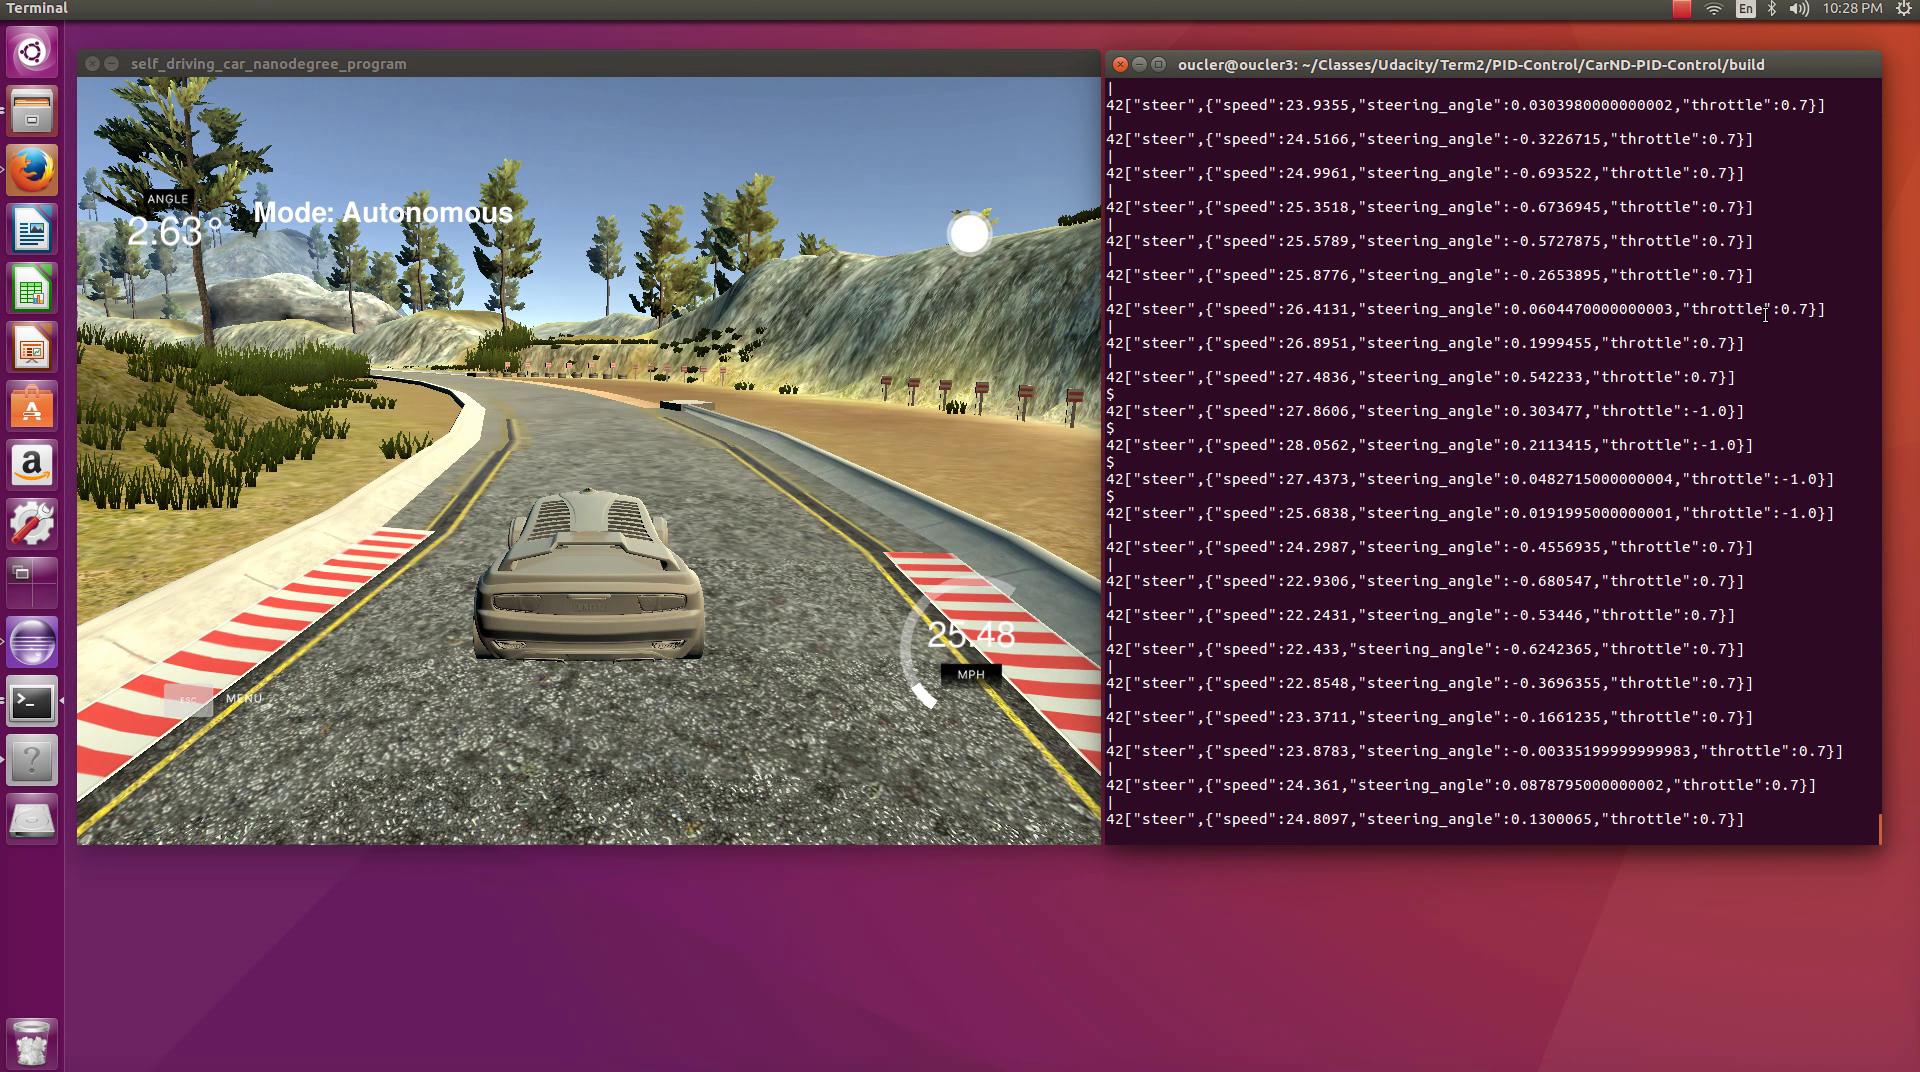 Terminal
En
10:28 PM
self_driving_car_nanodegree_program
ANGLE
2.63°
Mode: Autonomous
25.48
MPH
ESC
MENU
a
oucler@oucler3: ~/Classes/Udacity/Term2/PID-Control/CarND-PID-Control/build
|
42["steer",{"speed":23.9355,"steering_angle":0.0303980000000002,"throttle":0.7}]
|
42["steer",{"speed":24.5166,"steering_angle":-0.3226715,"throttle":0.7}]
|
42["steer",{"speed":24.9961,"steering_angle":-0.693522,"throttle":0.7}]
|
42["steer",{"speed":25.3518,"steering_angle":-0.6736945,"throttle":0.7}]
|
42["steer",{"speed":25.5789,"steering_angle":-0.5727875,"throttle":0.7}]
|
42["steer",{"speed":25.8776,"steering_angle":-0.2653895,"throttle":0.7}]
|
42["steer",{"speed":26.4131,"steering_angle":0.0604470000000003,"throttle":0.7}]
|
42["steer",{"speed":26.8951,"steering_angle":0.1999455,"throttle":0.7}]
|
42["steer",{"speed":27.4836,"steering_angle":0.542233,"throttle":0.7}]
$
42["steer",{"speed":27.8606,"steering_angle":0.303477,"throttle":-1.0}]
$
42["steer",{"speed":28.0562,"steering_angle":0.2113415,"throttle":-1.0}]
$
42["steer",{"speed":27.4373,"steering_angle":0.0482715000000004,"throttle":-1.0}]
$
42["steer",{"speed":25.6838,"steering_angle":0.0191995000000001,"throttle":-1.0}]
|
42["steer",{"speed":24.2987,"steering_angle":-0.4556935,"throttle":0.7}]
|
42["steer",{"speed":22.9306,"steering_angle":-0.680547,"throttle":0.7}]
|
42["steer",{"speed":22.2431,"steering_angle":-0.53446,"throttle":0.7}]
|
42["steer",{"speed":22.433,"steering_angle":-0.6242365,"throttle":0.7}]
|
42["steer",{"speed":22.8548,"steering_angle":-0.3696355,"throttle":0.7}]
|
42["steer",{"speed":23.3711,"steering_angle":-0.1661235,"throttle":0.7}]
|
42["steer",{"speed":23.8783,"steering_angle":-0.00335199999999983,"throttle":0.7}]
|
42["steer",{"speed":24.361,"steering_angle":0.0878795000000002,"throttle":0.7}]
|
42["steer",{"speed":24.8097,"steering_angle":0.1300065,"throttle":0.7}]